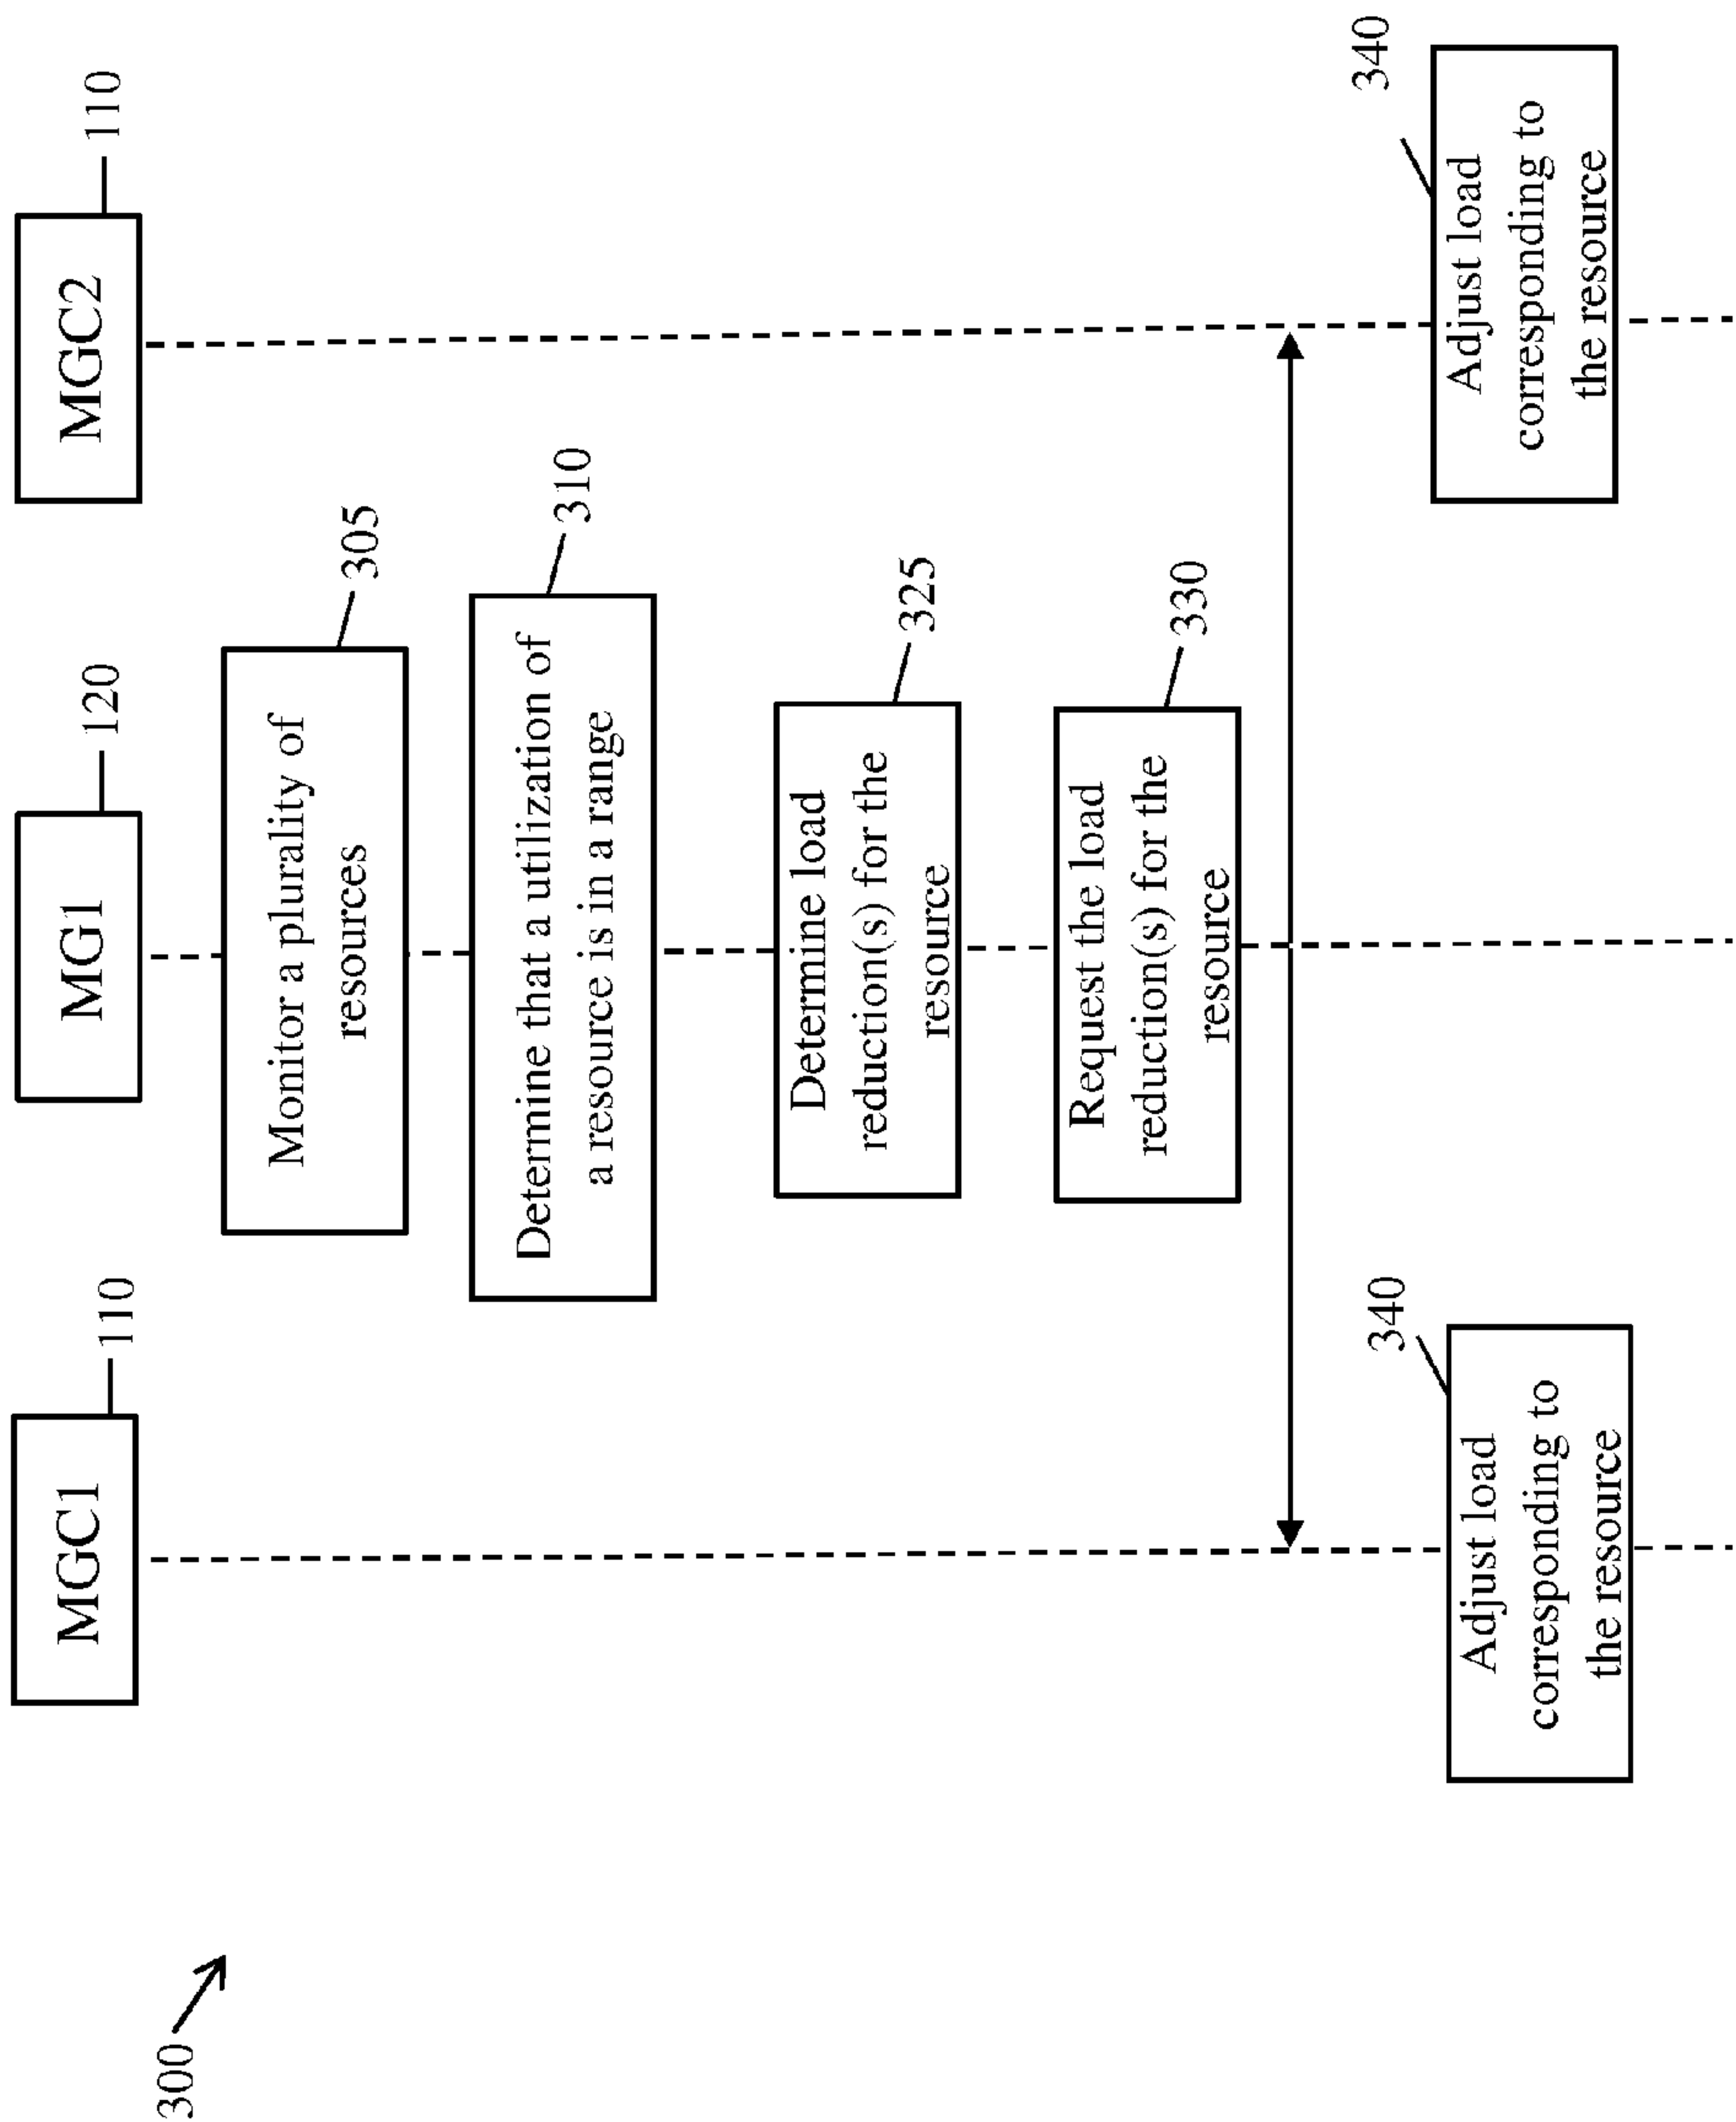 300
MGC1
110
MG1
120
MGC2
110
Monitor a plurality of
resources
305
Determine that a utilization of
a resource is in a range
310
Determine load
reduction(s) for the
resource
325
Request the load
reduction(s) for the
resource
330
Adjust load
corresponding to
the resource
340
Adjust load
corresponding to
the resource
340